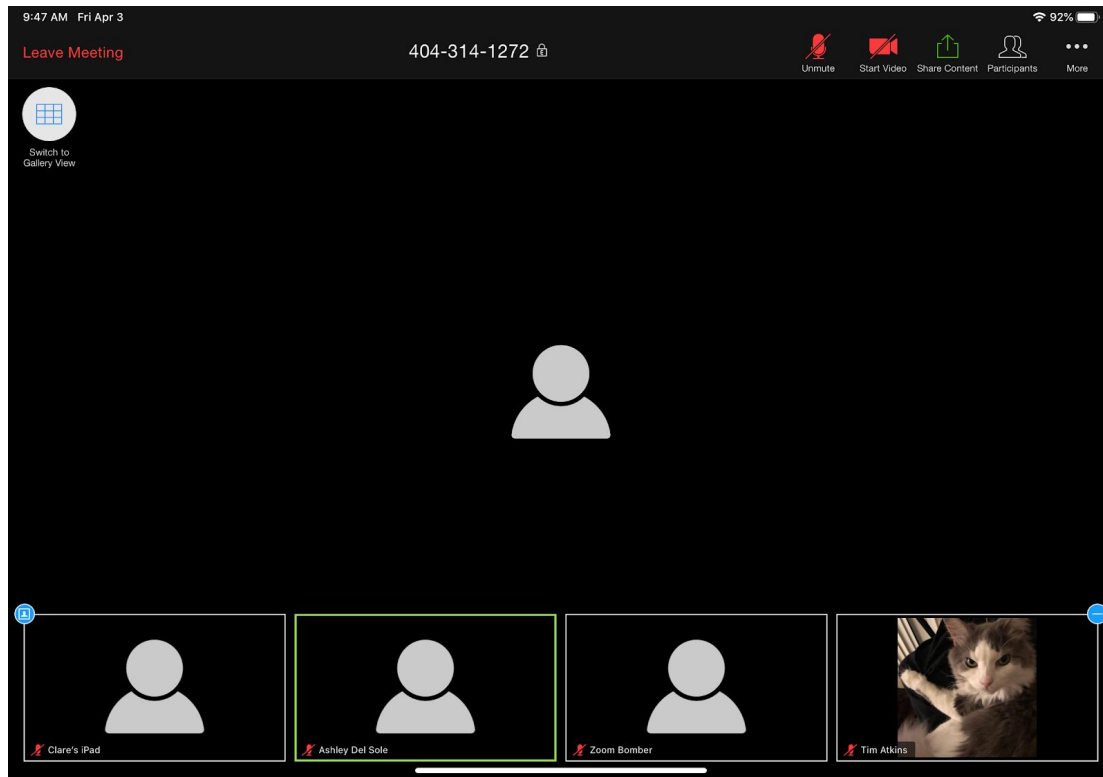 9:47 AM Fri Apr 3
92%
Leave Meeting
404-314-1272
Unmute
Start Video
Share Content
Participants
More
Switch to
Gallery View
Clare's iPad
Ashley Del Sole
Zoom Bomber
Tim Atkins